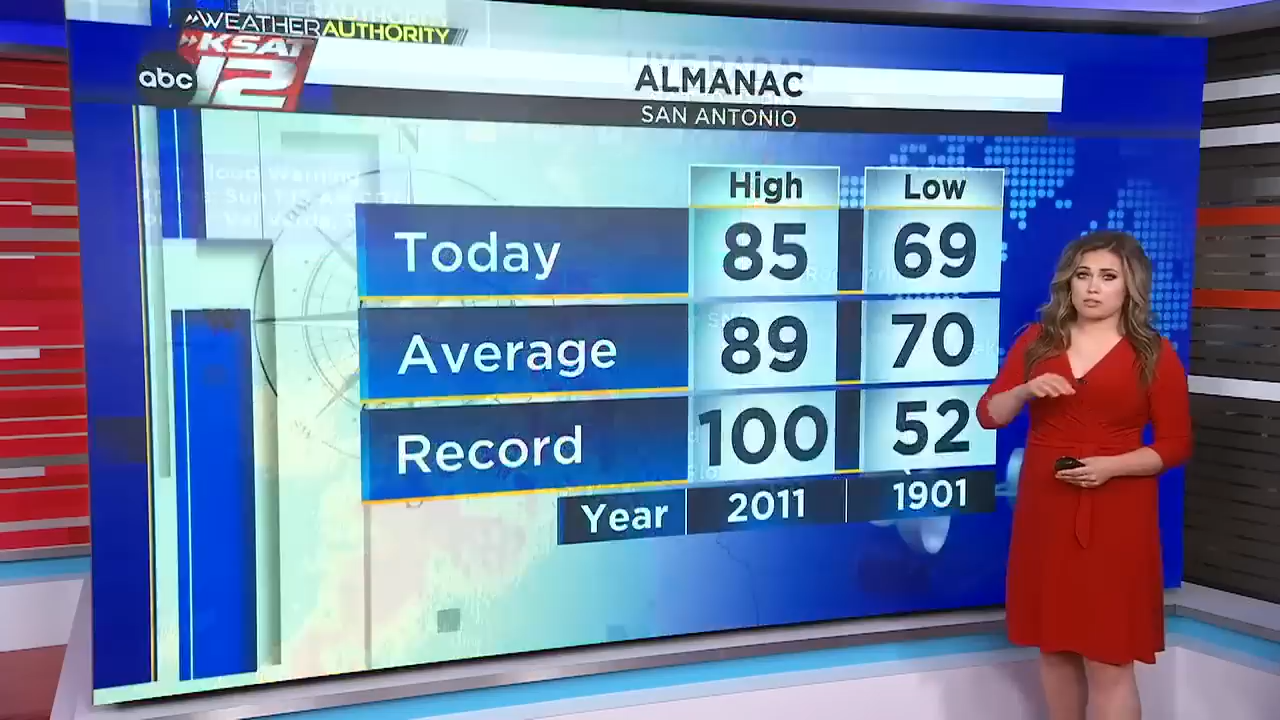 WEATHER AUTHORITY
KSAT
abc 12
ALMANAC
SAN ANTONIO
High Low
Today 85 69
Average 89 70
Record 100 52
Year 2011 1901